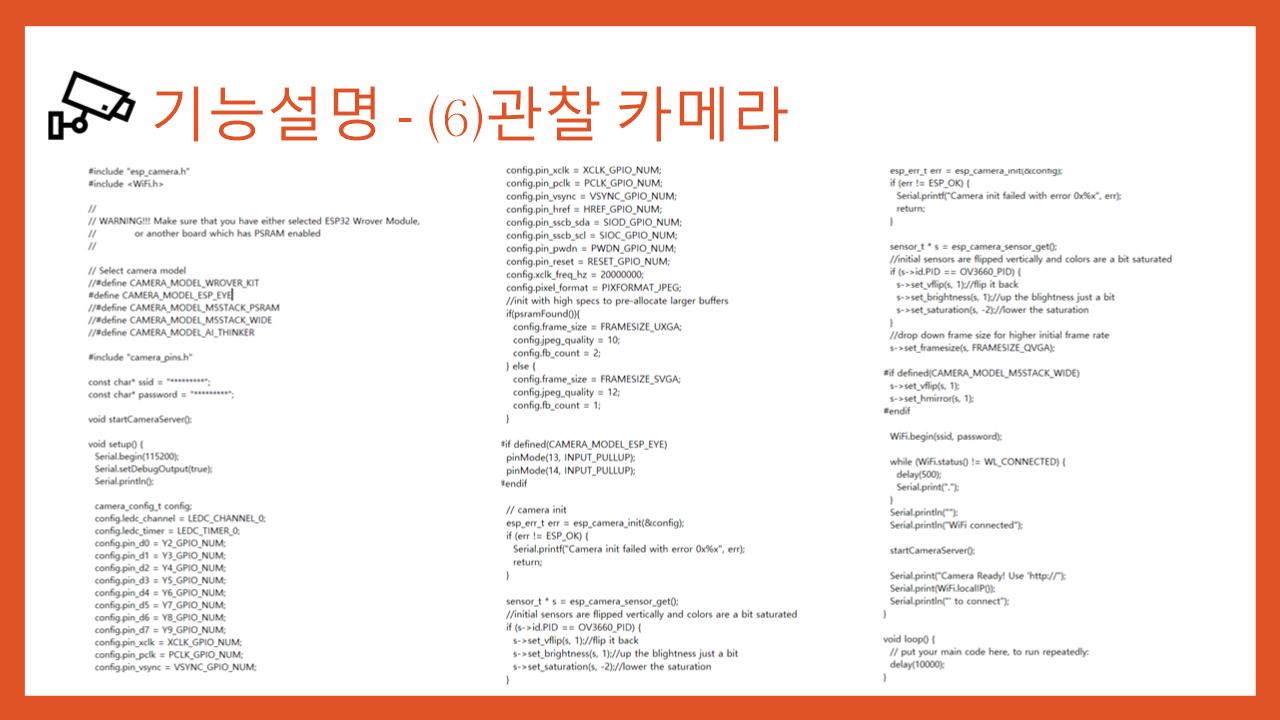 기능설명 - (6)관찰 카메라
#include "esp_camera.h"
#include <WiFi.h>
//
// WARNING!!! Make sure that you have either selected ESP32 Wrover Module,
// or another board which has PSRAM enabled
//
// Select camera model
//#define CAMERA_MODEL_WROVER_KIT
#define CAMERA_MODEL_ESP_EYE
//#define CAMERA_MODEL_M5STACK_PSRAM
//#define CAMERA_MODEL_M5STACK_WIDE
//#define CAMERA_MODEL_AI_THINKER
#include "camera_pins.h"
const char* ssid = "*********";
const char* password = "*********";
void startCameraServer();
void setup() {
Serial.begin(115200);
Serial.setDebugOutput(true);
Serial.println();
camera_config_t config;
config.ledc_channel = LEDC_CHANNEL_0;
config.ledc_timer = LEDC_TIMER_0;
config.pin_d0 = Y2_GPIO_NUM;
config.pin_d1 = Y3_GPIO_NUM;
config.pin_d2 = Y4_GPIO_NUM;
config.pin_d3 = Y5_GPIO_NUM;
config.pin_d4 = Y6_GPIO_NUM;
config.pin_d5 = Y7_GPIO_NUM;
config.pin_d6 = Y8_GPIO_NUM;
config.pin_d7 = Y9_GPIO_NUM;
config.pin_xclk = XCLK_GPIO_NUM;
config.pin_pclk = PCLK_GPIO_NUM;
config.pin_vsync = VSYNC_GPIO_NUM;
config.pin_xclk = XCLK_GPIO_NUM;
config.pin_pclk = PCLK_GPIO_NUM;
config.pin_vsync = VSYNC_GPIO_NUM;
config.pin_href = HREF_GPIO_NUM;
config.pin_sscb_sda = SIOD_GPIO_NUM;
config.pin_sscb_scl = SIOC_GPIO_NUM;
config.pin_pwdn = PWDN_GPIO_NUM;
config.pin_reset = RESET_GPIO_NUM;
config.xclk_freq_hz = 20000000;
config.pixel_format = PIXFORMAT_JPEG;
//init with high specs to pre-allocate larger buffers
if(psramFound()){
config.frame_size = FRAMESIZE_UXGA;
config.jpeg_quality = 10;
config.fb_count = 2;
} else {
config.frame_size = FRAMESIZE_SVGA;
config.jpeg_quality = 12;
config.fb_count = 1;
}
#if defined(CAMERA_MODEL_ESP_EYE)
pinMode(13, INPUT_PULLUP);
pinMode(14, INPUT_PULLUP);
#endif
// camera init
esp_err_t err = esp_camera_init(&config);
if (err != ESP_OK) {
Serial.printf("Camera init failed with error 0x%x", err);
return;
}
sensor_t * s = esp_camera_sensor_get();
//initial sensors are flipped vertically and colors are a bit saturated
if (s->id.PID == OV3660_PID) {
s->set_vflip(s, 1);//flip it back
s->set_brightness(s, 1);//up the blightness just a bit
s->set_saturation(s, -2);//lower the saturation
}
esp_err_t err = esp_camera_init(&config);
if (err != ESP_OK) {
Serial.printf("Camera init failed with error 0x%x", err);
return;
}
sensor_t * s = esp_camera_sensor_get();
//initial sensors are flipped vertically and colors are a bit saturated
if (s->id.PID == OV3660_PID) {
s->set_vflip(s, 1);//flip it back
s->set_brightness(s, 1);//up the blightness just a bit
s->set_saturation(s, -2);//lower the saturation
}
//drop down frame size for higher initial frame rate
s->set_framesize(s, FRAMESIZE_QVGA);
#if defined(CAMERA_MODEL_M5STACK_WIDE)
s->set_vflip(s, 1);
s->set_hmirror(s, 1);
#endif
WiFi.begin(ssid, password);
while (WiFi.status() != WL_CONNECTED) {
delay(500);
Serial.print(".");
}
Serial.println("");
Serial.println("WiFi connected");
startCameraServer();
Serial.print("Camera Ready! Use 'http://");
Serial.print(WiFi.localIP());
Serial.println("' to connect");
}
void loop() {
// put your main code here, to run repeatedly:
delay(10000);
}